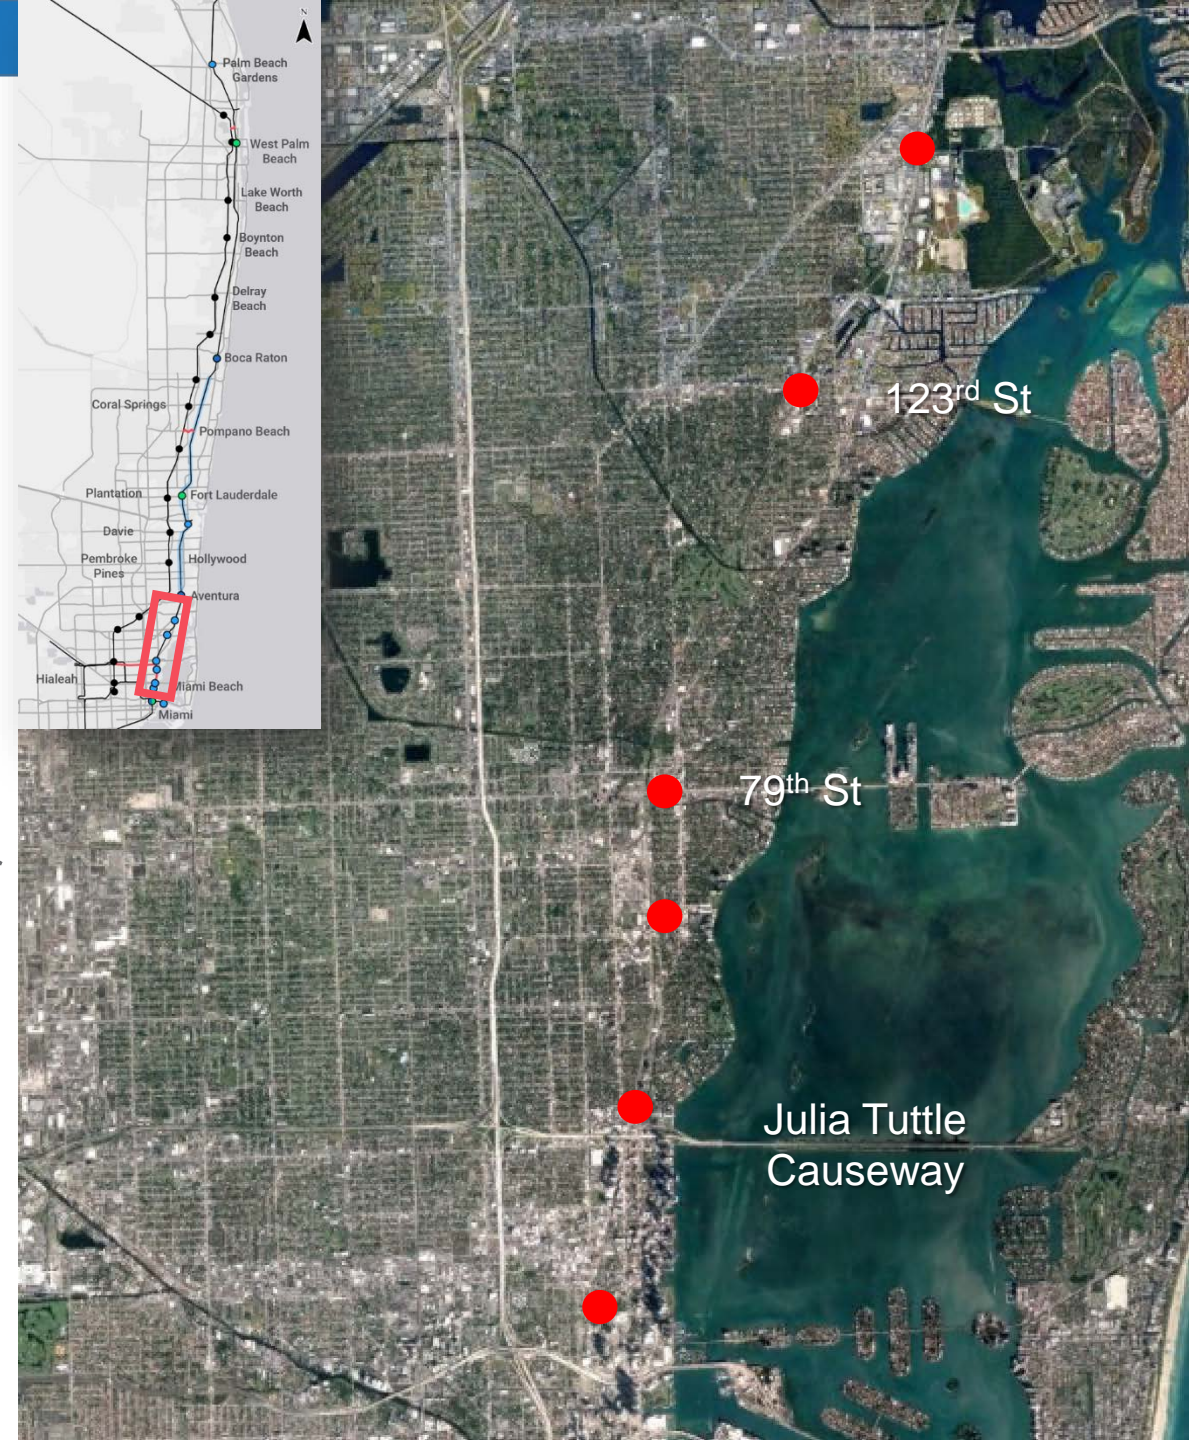 N
Palm Beach
Gardens
West Palm
Beach
Lake Worth
Beach
Boynton
Beach
Delray
Beach
Boca Raton
Coral Springs
Pompano Beach
Plantation
Fort Lauderdale
Davie
Pembroke
Pines
Hollywood
Aventura
Hialeah
Miami Beach
Miami
123rd St
79th St
Julia Tuttle
Causeway